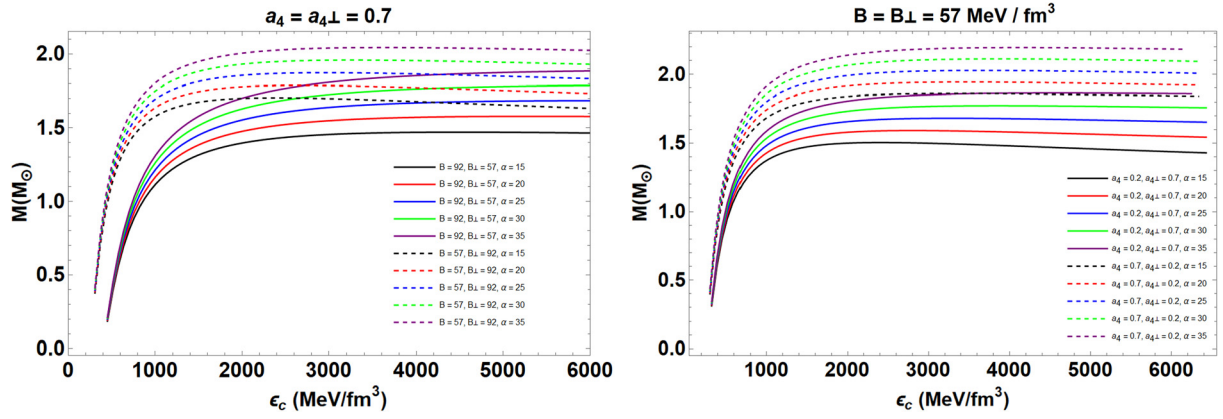 a₄ = a₄⊥ = 0.7
M(M⊙)
2.0
1.5
1.0
0.5
0.0
B = 92, B⊥ = 57, α = 15
B = 92, B⊥ = 57, α = 20
B = 92, B⊥ = 57, α = 25
B = 92, B⊥ = 57, α = 30
B = 92, B⊥ = 57, α = 35
B = 57, B⊥ = 92, α = 15
B = 57, B⊥ = 92, α = 20
B = 57, B⊥ = 92, α = 25
B = 57, B⊥ = 92, α = 30
B = 57, B⊥ = 92, α = 35
0 1000 2000 3000 4000 5000 6000
ϵc (MeV/fm³)
B = B⊥ = 57 MeV / fm³
M(M⊙)
2.0
1.5
1.0
0.5
0.0
a₄ = 0.2, a₄⊥ = 0.7, α = 15
a₄ = 0.2, a₄⊥ = 0.7, α = 20
a₄ = 0.2, a₄⊥ = 0.7, α = 25
a₄ = 0.2, a₄⊥ = 0.7, α = 30
a₄ = 0.2, a₄⊥ = 0.7, α = 35
a₄ = 0.7, a₄⊥ = 0.2, α = 15
a₄ = 0.7, a₄⊥ = 0.2, α = 20
a₄ = 0.7, a₄⊥ = 0.2, α = 25
a₄ = 0.7, a₄⊥ = 0.2, α = 30
a₄ = 0.7, a₄⊥ = 0.2, α = 35
1000 2000 3000 4000 5000 6000
ϵc (MeV/fm³)